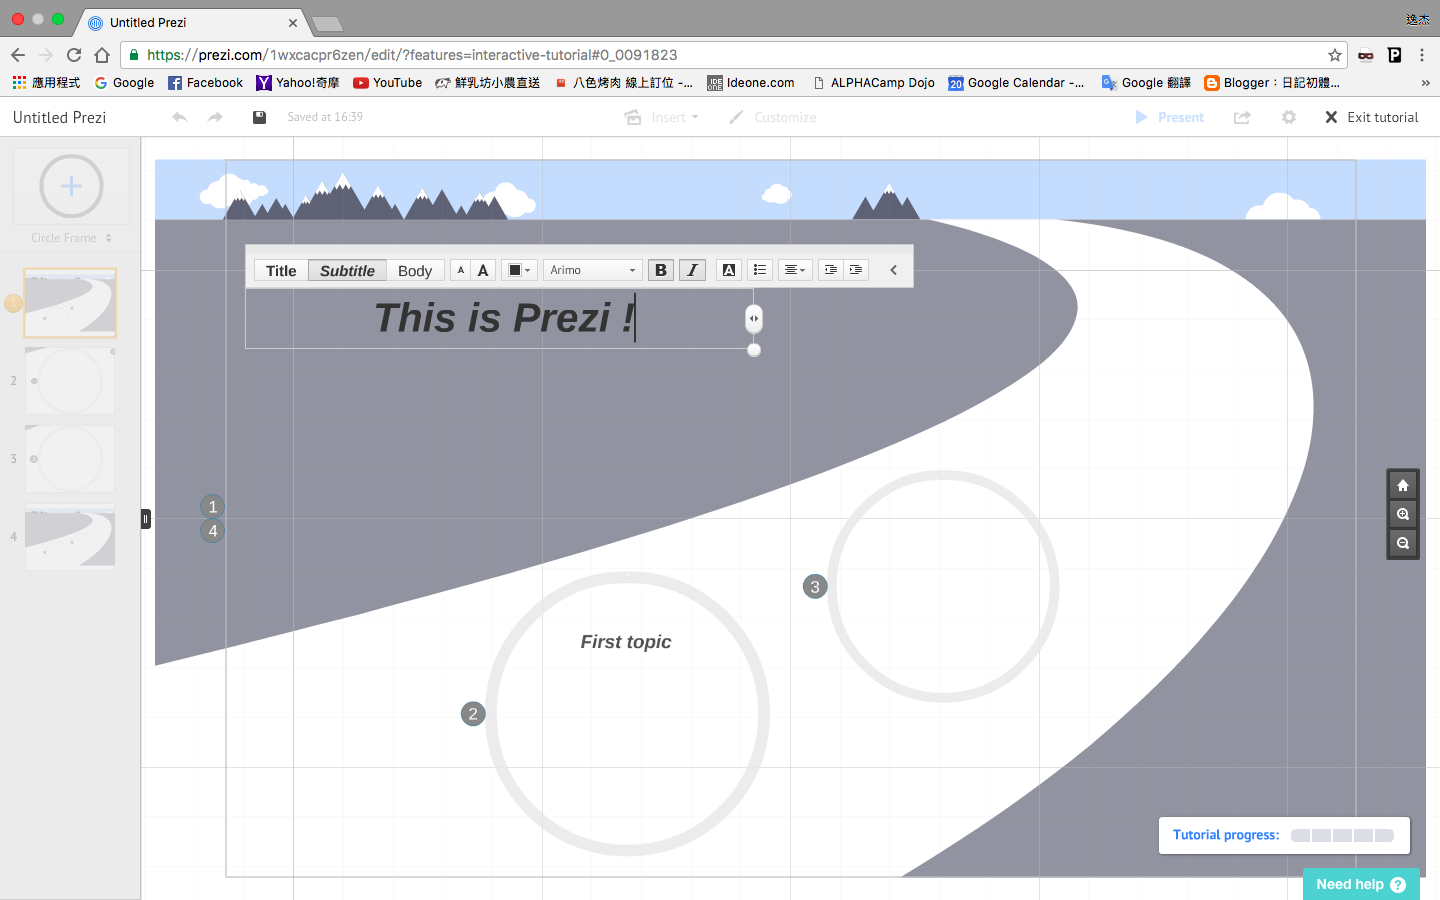 Untitled Prezi
逸杰
https://prezi.com/1wxcacpr6zen/edit/?features=interactive-tutorial#0_0091823
應用程式 Google Facebook Yahoo!奇摩 YouTube 鮮乳坊小農直送 八色烤肉 線上訂位 -... Ideone.com ALPHACamp Dojo Google Calendar -... Google 翻譯 Blogger：日記初體... »
Untitled Prezi Saved at 16:39 Insert Customize Present Exit tutorial
Circle Frame
1
2
3
4
Title Subtitle Body A A Arimo B I A
This is Prezi !
1
4
3
First topic
2
Tutorial progress:
Need help ?